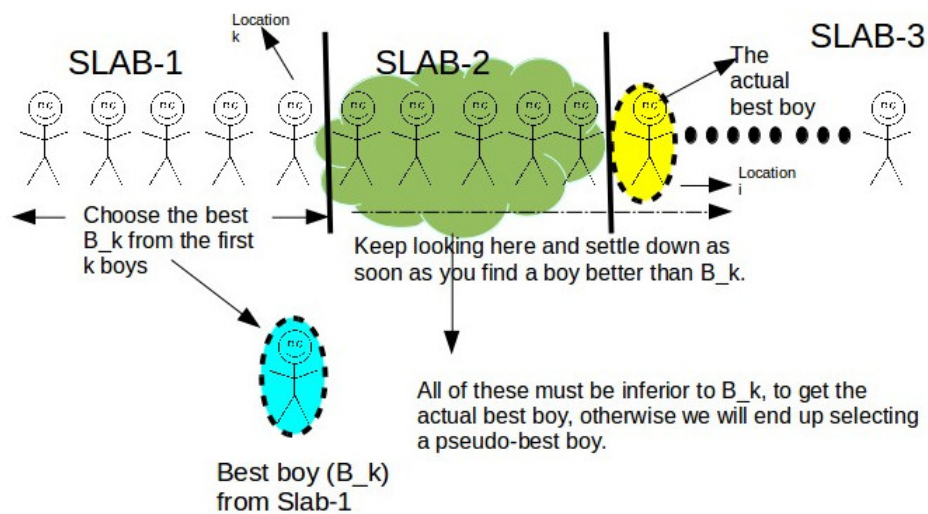 Location
k
SLAB-1
SLAB-2
SLAB-3
The
actual
best boy
Location
i
Choose the best
B_k from the first
k boys
Keep looking here and settle down as
soon as you find a boy better than B_k.
All of these must be inferior to B_k, to get the
actual best boy, otherwise we will end up selecting
a pseudo-best boy.
Best boy (B_k)
from Slab-1